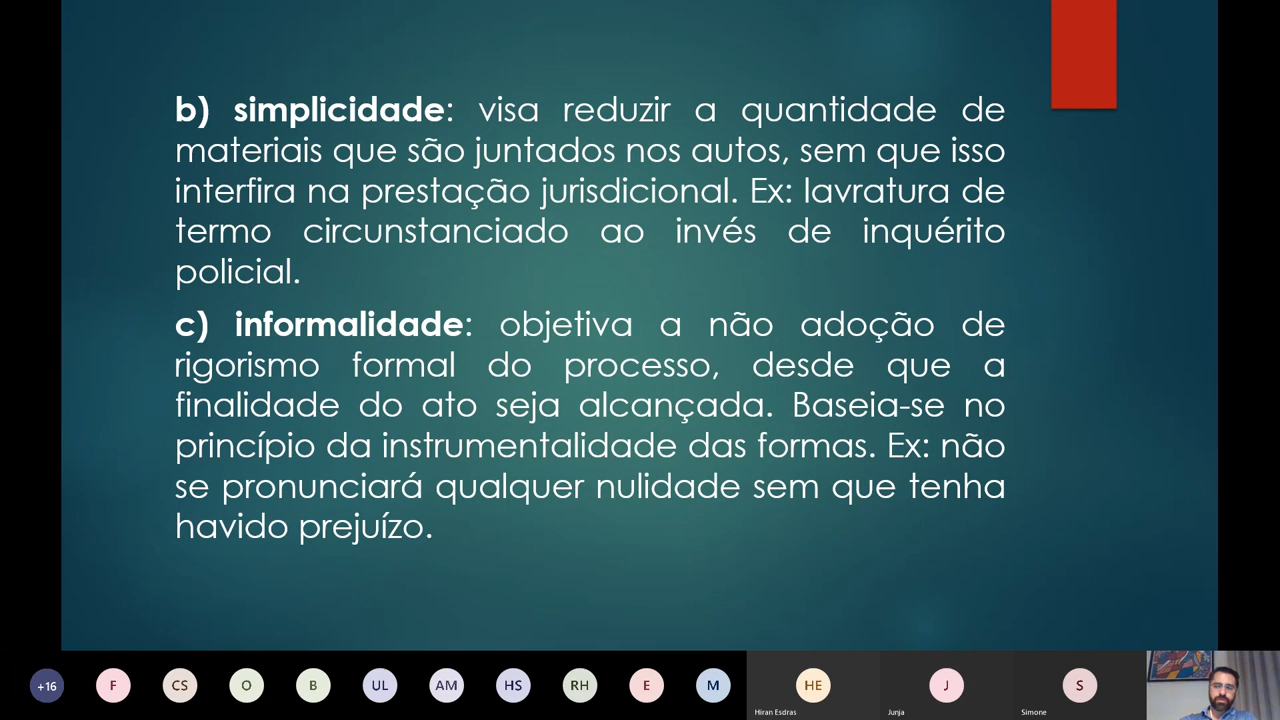 b) simplicidade: visa reduzir a quantidade de
materiais que são juntados nos autos, sem que isso
interfira na prestação jurisdicional. Ex: lavratura de
termo circunstanciado ao invés de inquérito
policial.
c) informalidade: objetiva a não adoção de
rigorismo formal do processo, desde que a
finalidade do ato seja alcançada. Baseia-se no
princípio da instrumentalidade das formas. Ex: não
se pronunciará qualquer nulidade sem que tenha
havido prejuízo.
+16 F CS O B UL AM HS RH E M HE J S
Hiran Esdras Junja Simone